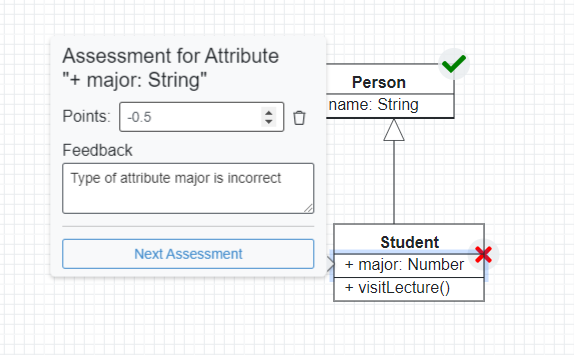 Assessment for Attribute
"+ major: String"
Points: -0.5
Feedback
Type of attribute major is incorrect
Next Assessment
Person
name: String
Student
+ major: Number
+ visitLecture()